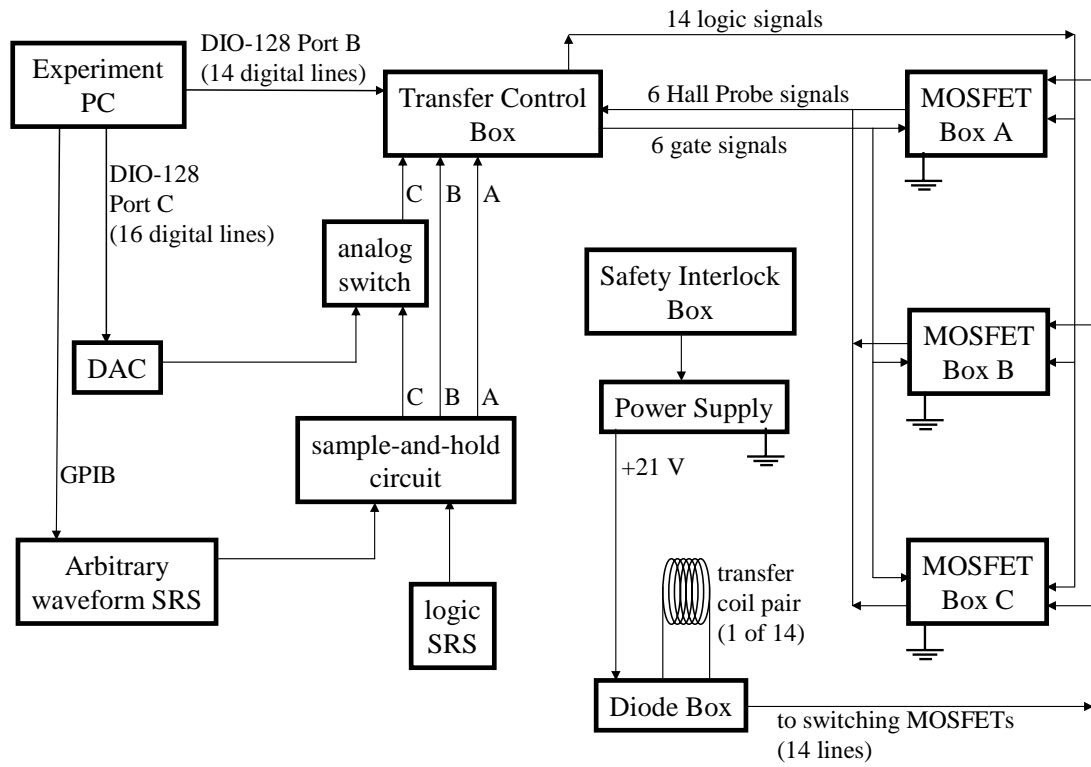 14 logic signals
DIO-128 Port B
(14 digital lines)
Experiment
PC
Transfer Control
Box
6 Hall Probe signals
6 gate signals
MOSFET
Box A
DIO-128
Port C
(16 digital lines)
C
B
A
analog
switch
Safety Interlock
Box
MOSFET
Box B
DAC
C
B
A
Power Supply
sample-and-hold
circuit
+21 V
GPIB
Arbitrary
waveform SRS
logic
SRS
transfer
coil pair
(1 of 14)
MOSFET
Box C
Diode Box
to switching MOSFETs
(14 lines)